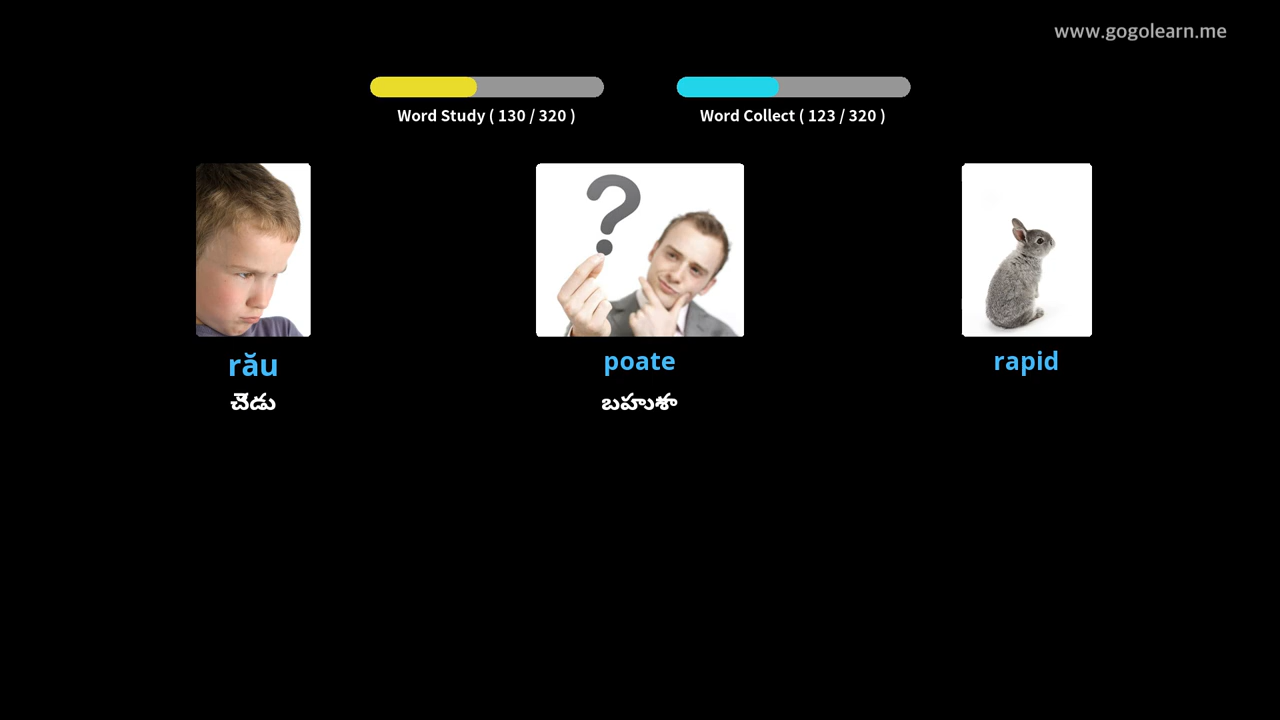 www.gogolearn.me
Word Study ( 130 / 320 )
Word Collect ( 123 / 320 )
rău
poate
rapid
చెడు
బహుశా